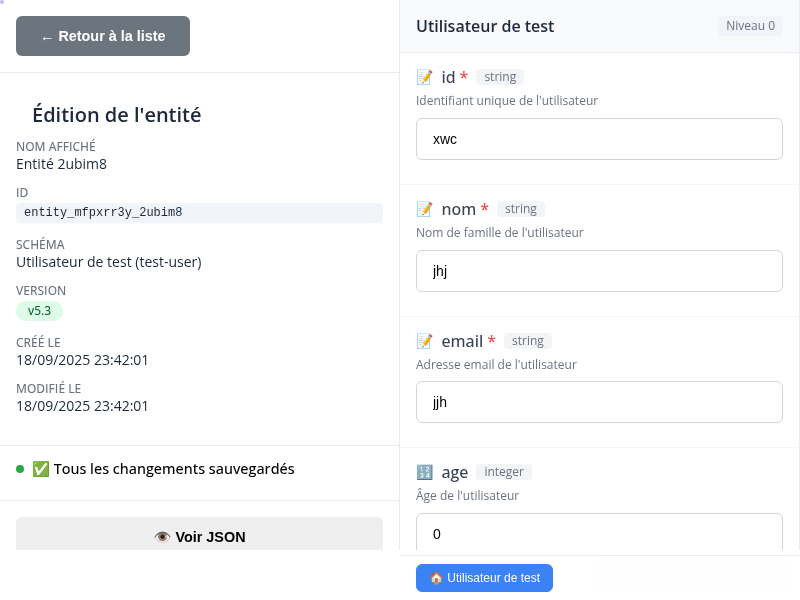 ← Retour à la liste
Édition de l'entité
NOM AFFICHÉ
Entité 2ubim8
ID
entity_mfpxrr3y_2ubim8
SCHÉMA
Utilisateur de test (test-user)
VERSION
v5.3
CRÉÉ LE
18/09/2025 23:42:01
MODIFIÉ LE
18/09/2025 23:42:01
✅ Tous les changements sauvegardés
👁️ Voir JSON
Utilisateur de test Niveau 0
📝 id * string
Identifiant unique de l'utilisateur
xwc
📝 nom * string
Nom de famille de l'utilisateur
jhj
📝 email * string
Adresse email de l'utilisateur
jjh
🔢 age integer
Âge de l'utilisateur
0
🏠 Utilisateur de test